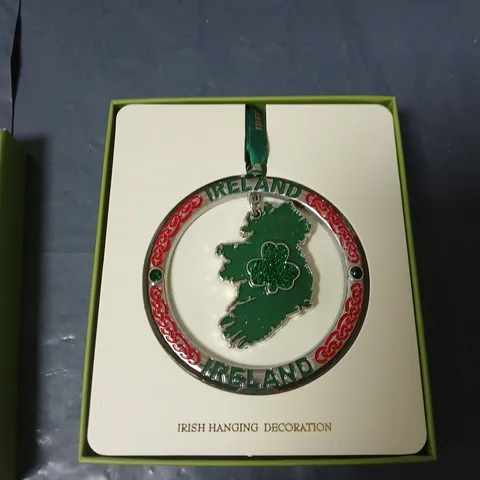 IRELAND
IRELAND
IRISH HANGING DECORATION